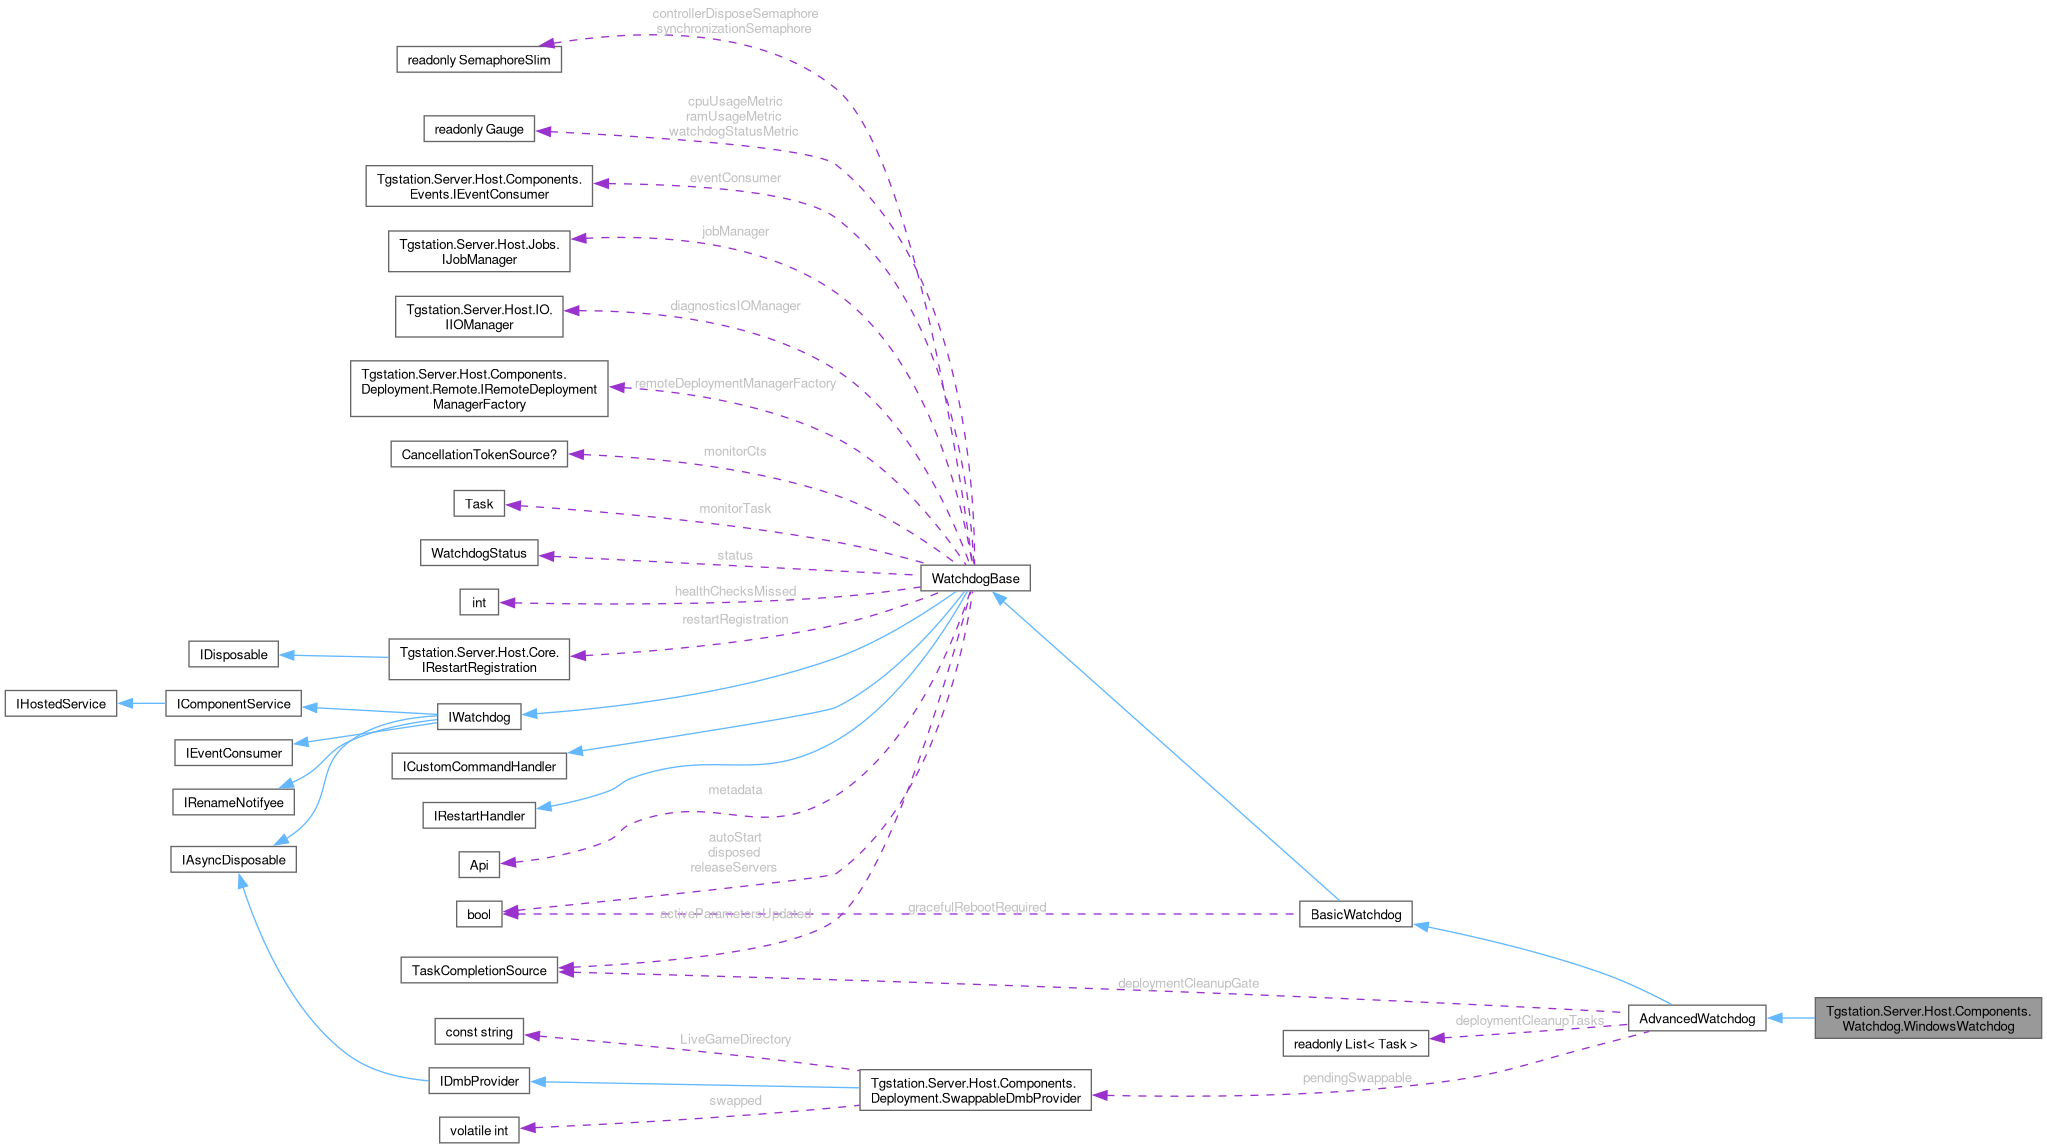 controllerDisposeSemaphore
synchronizationSemaphore
readonly SemaphoreSlim
cpuUsageMetric
ramUsageMetric
watchdogStatusMetric
readonly Gauge
Tgstation.Server.Host.Components.
Events.IEventConsumer
eventConsumer
Tgstation.Server.Host.Jobs.
IJobManager
jobManager
Tgstation.Server.Host.IO.
IIOManager
diagnosticsIOManager
Tgstation.Server.Host.Components.
Deployment.Remote.IRemoteDeployment
ManagerFactory
remoteDeploymentManagerFactory
CancellationTokenSource?
monitorCts
Task
monitorTask
WatchdogStatus
status
WatchdogBase
int
healthChecksMissed
restartRegistration
IDisposable
Tgstation.Server.Host.Core.
IRestartRegistration
IHostedService
IComponentService
IWatchdog
IEventConsumer
ICustomCommandHandler
IRenameNotifyee
IRestartHandler
metadata
IAsyncDisposable
Api
autoStart
disposed
releaseServers
bool
activeParametersUpdated
gracefulRebootRequired
BasicWatchdog
TaskCompletionSource
deploymentCleanupGate
const string
LiveGameDirectory
readonly List< Task >
deploymentCleanupTasks
AdvancedWatchdog
Tgstation.Server.Host.Components.
Watchdog.WindowsWatchdog
IDmbProvider
Tgstation.Server.Host.Components.
Deployment.SwappableDmbProvider
pendingSwappable
swapped
volatile int